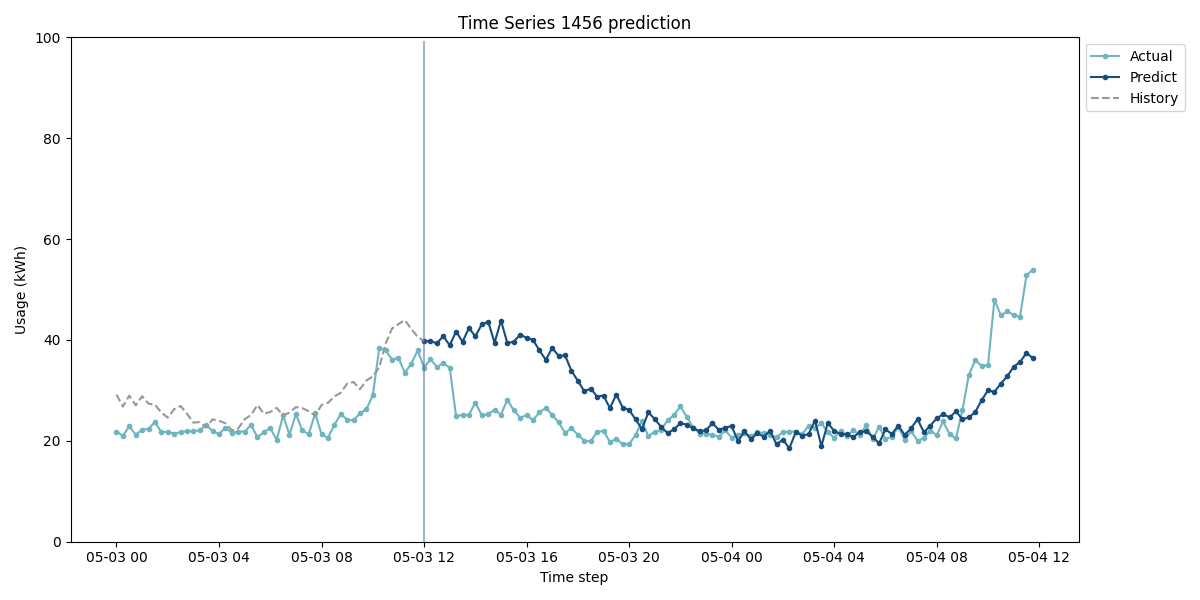 Time Series 1456 prediction
100
80
60
40
20
0
Usage (kWh)
05-03 00
05-03 04
05-03 08
05-03 12
05-03 16
05-03 20
05-04 00
05-04 04
05-04 08
05-04 12
Time step
Actual
Predict
History